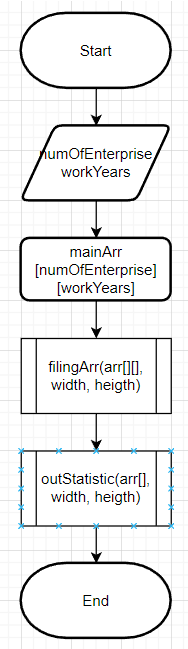 Start
numOfEnterprise
workYears
mainArr
[numOfEnterprise]
[workYears]
filingArr(arr[][],
width, heigth)
outStatistic(arr[],
width, heigth)
End